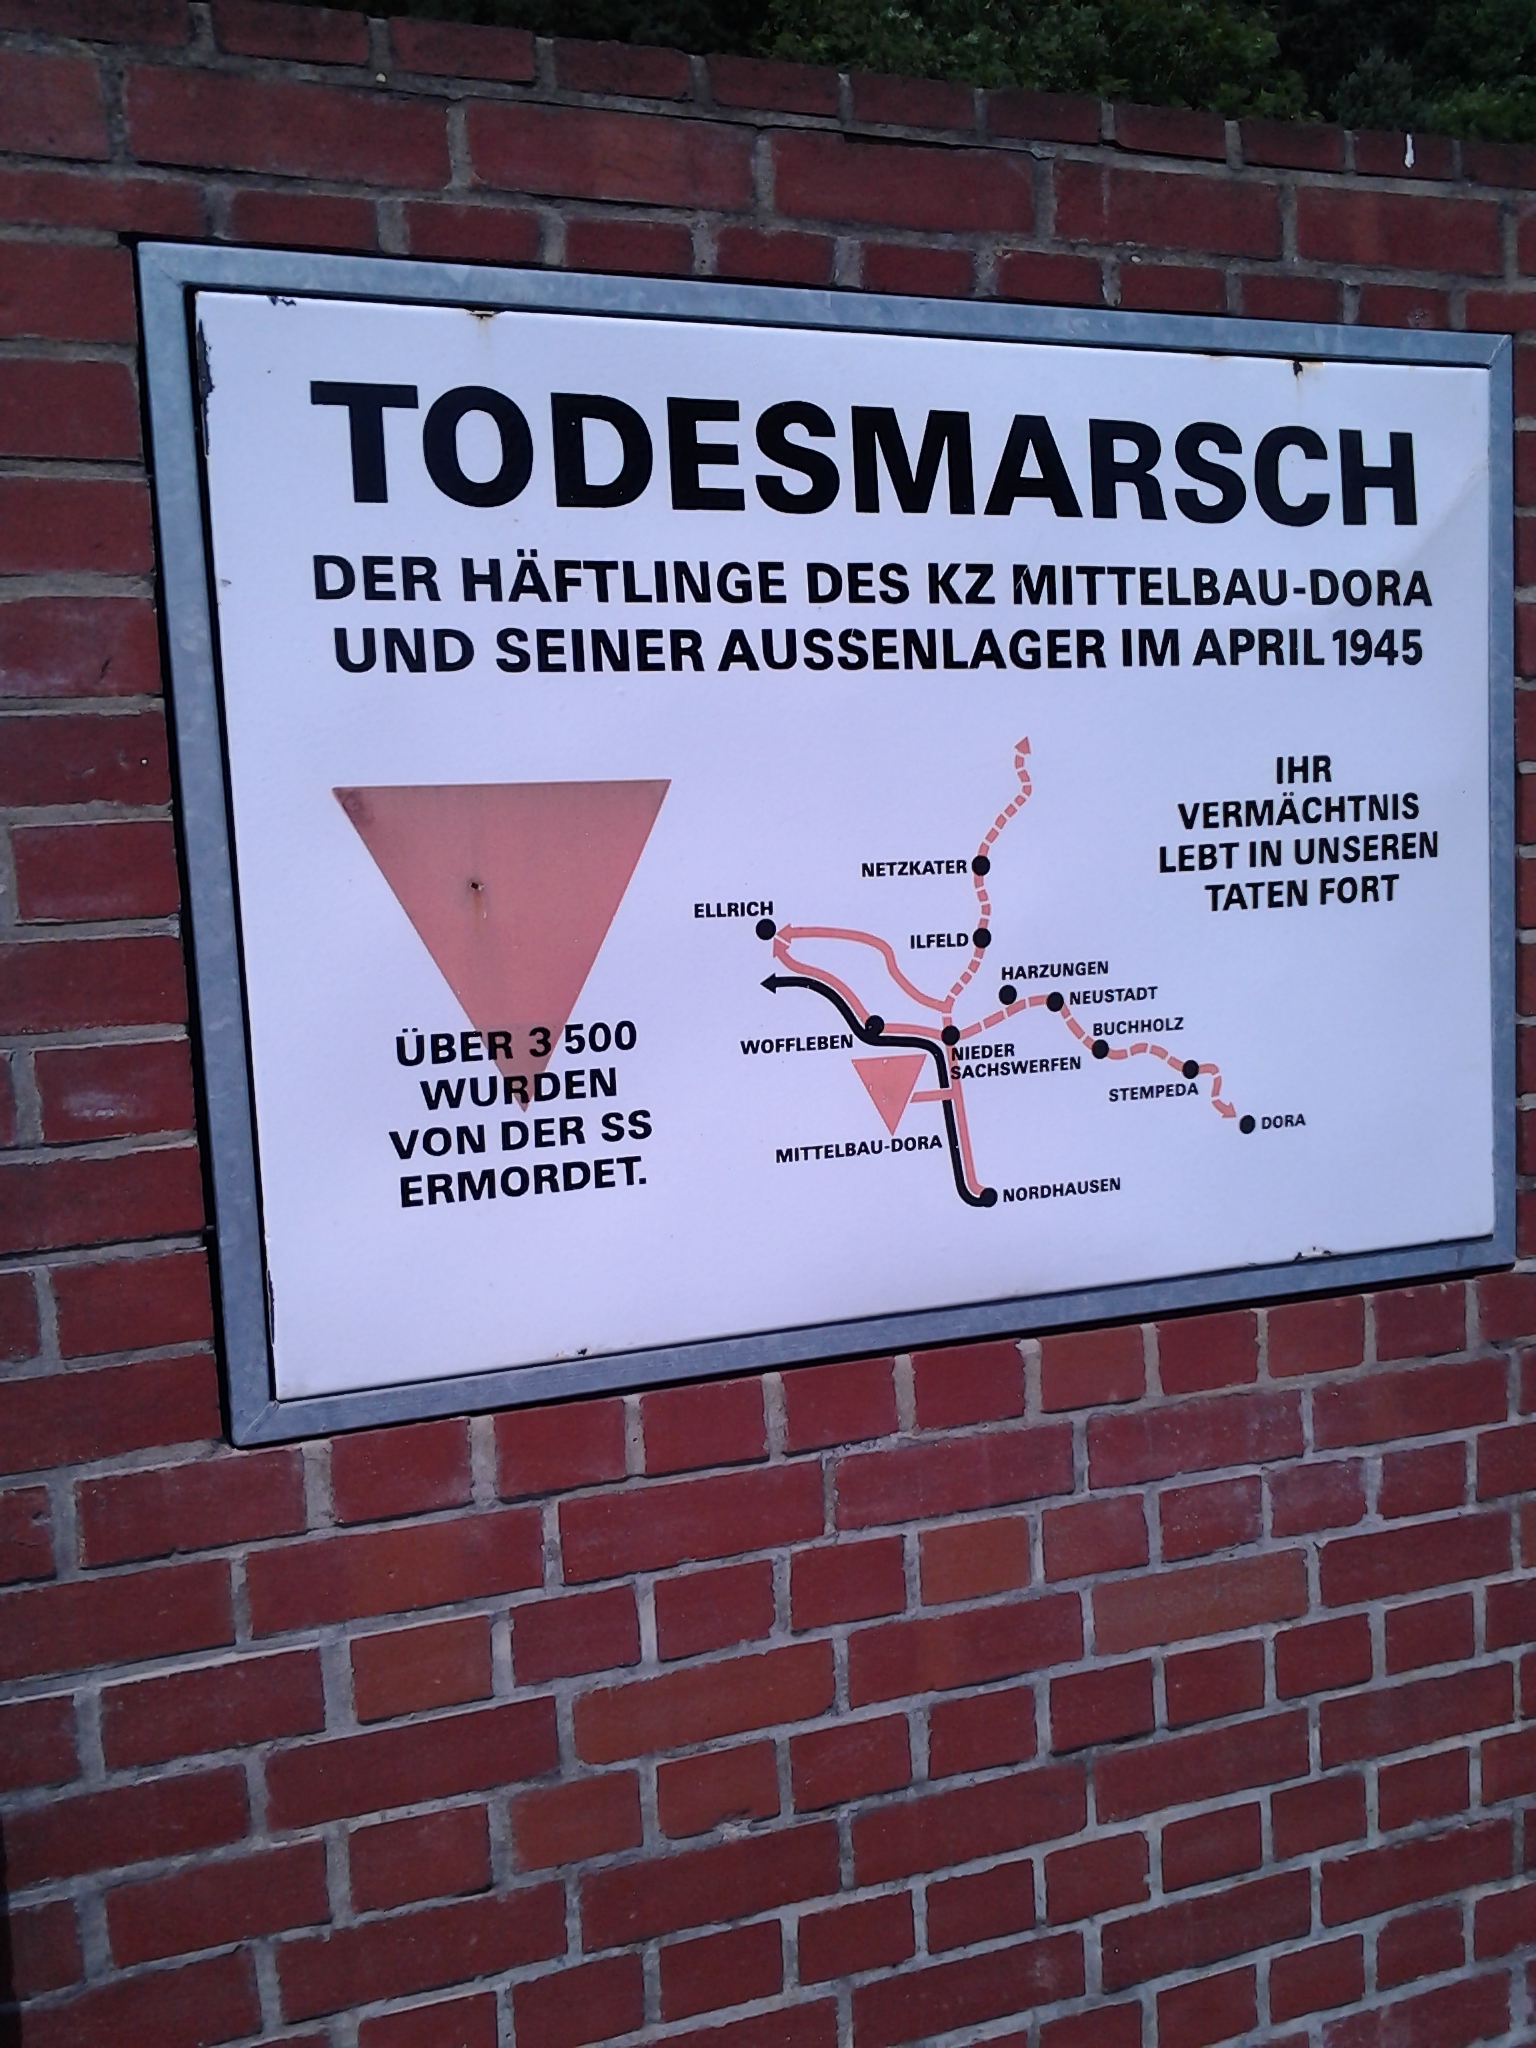 TODESMARSCH
DER HÄFTLINGE DES KZ MITTELBAU-DORA
UND SEINER AUSSENLAGER IM APRIL 1945
IHR
VERMÄCHTNIS
LEBT IN UNSEREN
TATEN FORT
NETZKATER
ELLRICH
ILFELD
HARZUNGEN
NEUSTADT
BUCHHOLZ
WOFFLEBEN
NIEDER
SACHSWERFEN
STEMPEDA
DORA
MITTELBAU-DORA
NORDHAUSEN
ÜBER 3 500
WURDEN
VON DER SS
ERMORDET.